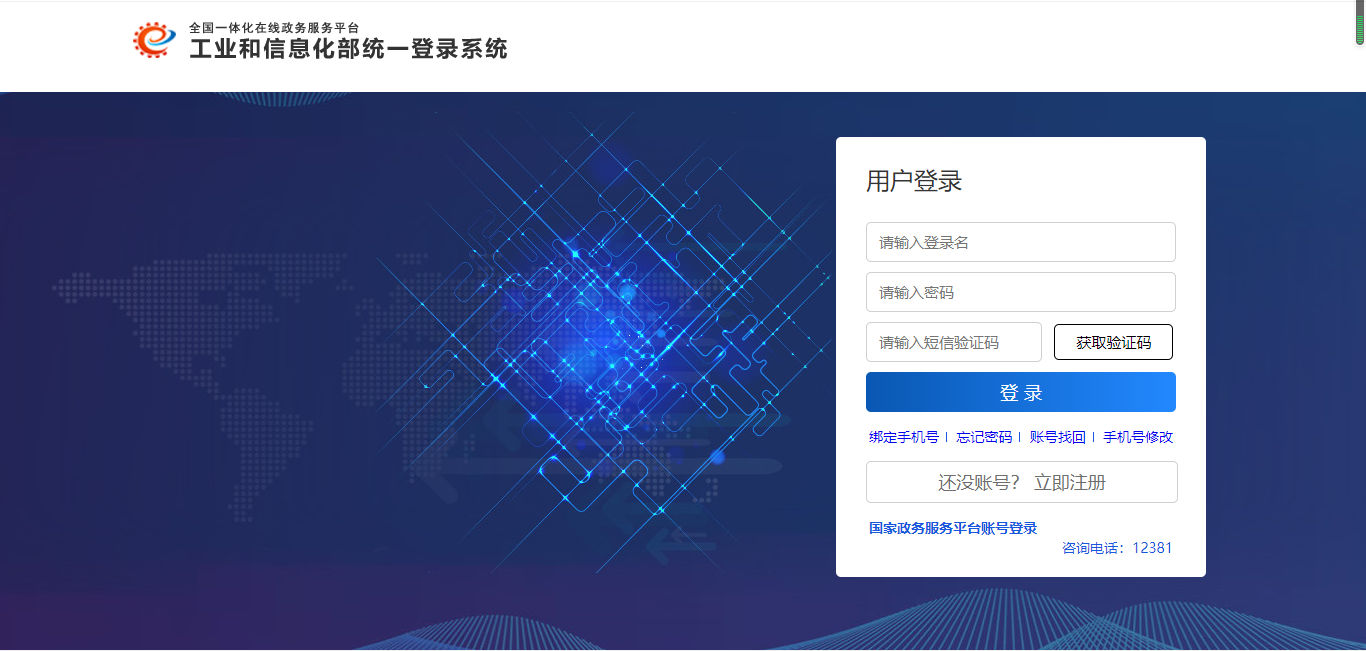 全国一体化在线政务服务平台
工业和信息化部统一登录系统
用户登录
请输入登录名
请输入密码
请输入短信验证码 获取验证码
登 录
绑定手机号 | 忘记密码 | 账号找回 | 手机号修改
还没账号? 立即注册
国家政务服务平台账号登录
咨询电话：12381